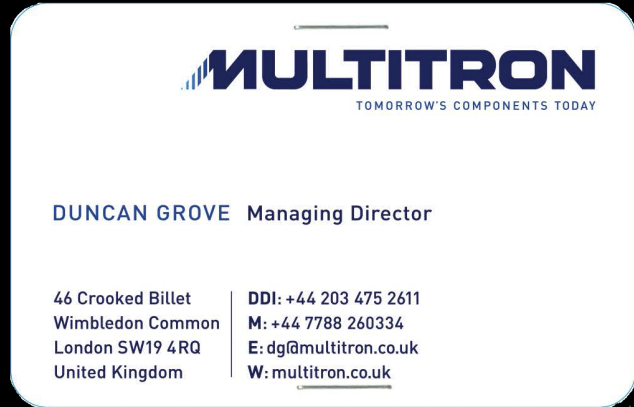 MULTITRON
TOMORROW'S COMPONENTS TODAY
DUNCAN GROVE Managing Director
46 Crooked Billet
Wimbledon Common
London SW19 4RQ
United Kingdom
DDI: +44 203 475 2611
M: +44 7788 260334
E: dg@multitron.co.uk
W: multitron.co.uk